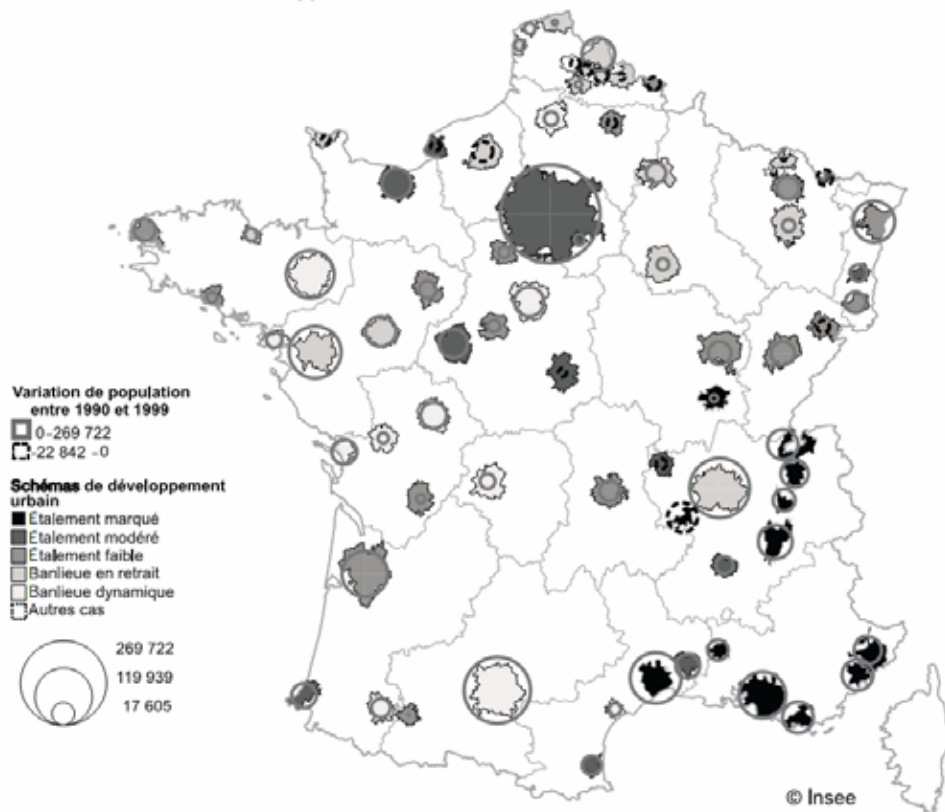 Variation de population
entre 1990 et 1999
0-269 722
-22 842 -0
Schémas de développement
urbain
Étalement marqué
Étalement modéré
Étalement faible
Banlieue en retrait
Banlieue dynamique
Autres cas
269 722
119 939
17 605
© Insee